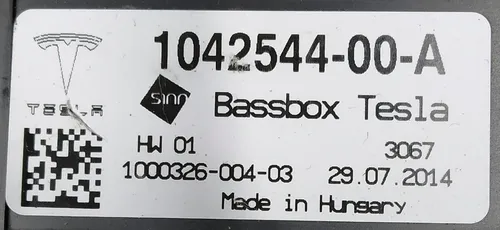 1042544-00-A
TESLA
sinn Bassbox Tesla
HW 01 3067
1000326-004-03 29.07.2014
Made in Hungary